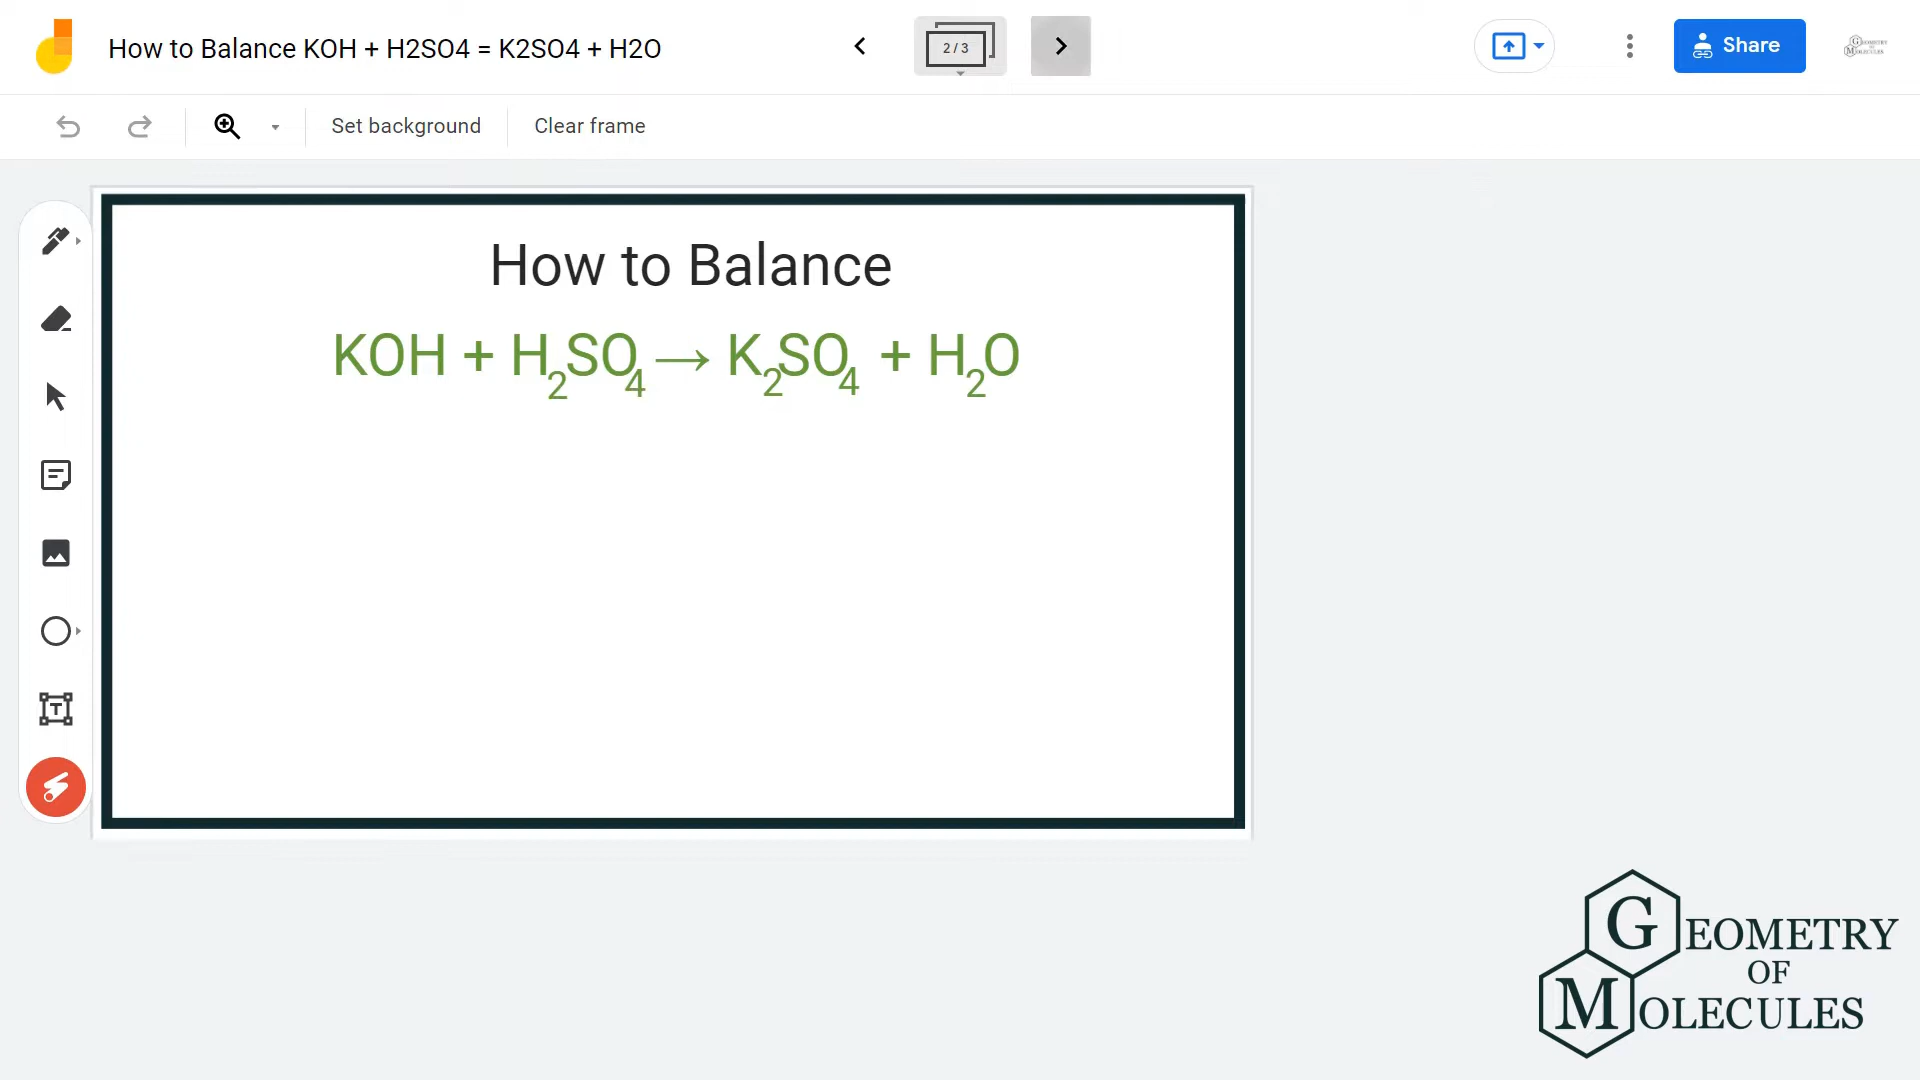 How to Balance KOH + H2SO4 = K2SO4 + H2O
2 / 3
Share
Set background
Clear frame
How to Balance
KOH + H₂SO₄ → K₂SO₄ + H₂O
T
GEOMETRY
OF
MOLECULES